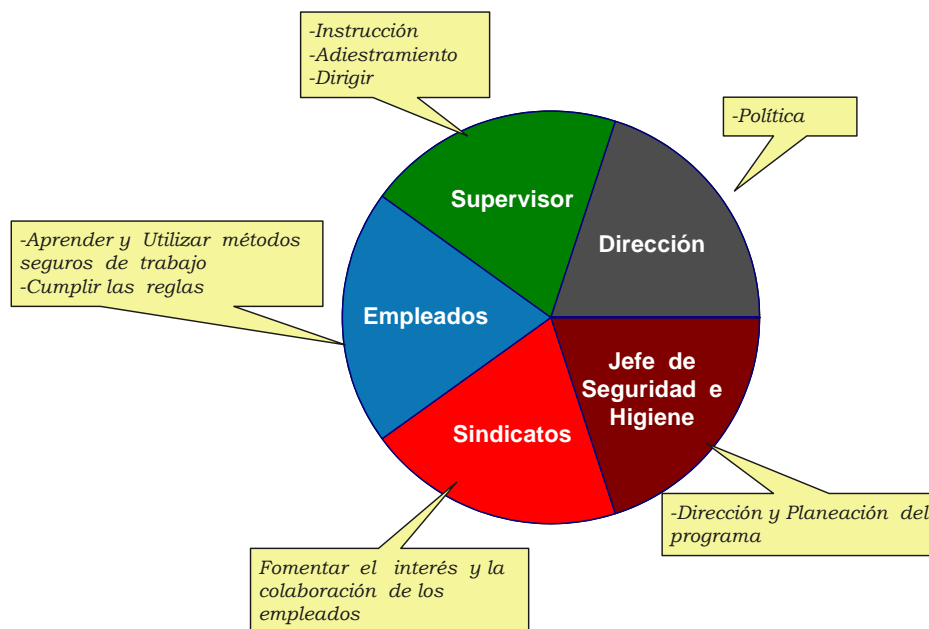 -Instrucción
-Adiestramiento
-Dirigir
-Política
Supervisor
Dirección
-Aprender y Utilizar métodos
seguros de trabajo
-Cumplir las reglas
Empleados
Jefe de
Seguridad e
Higiene
Sindicatos
-Dirección y Planeación del
programa
Fomentar el interés y la
colaboración de los
empleados